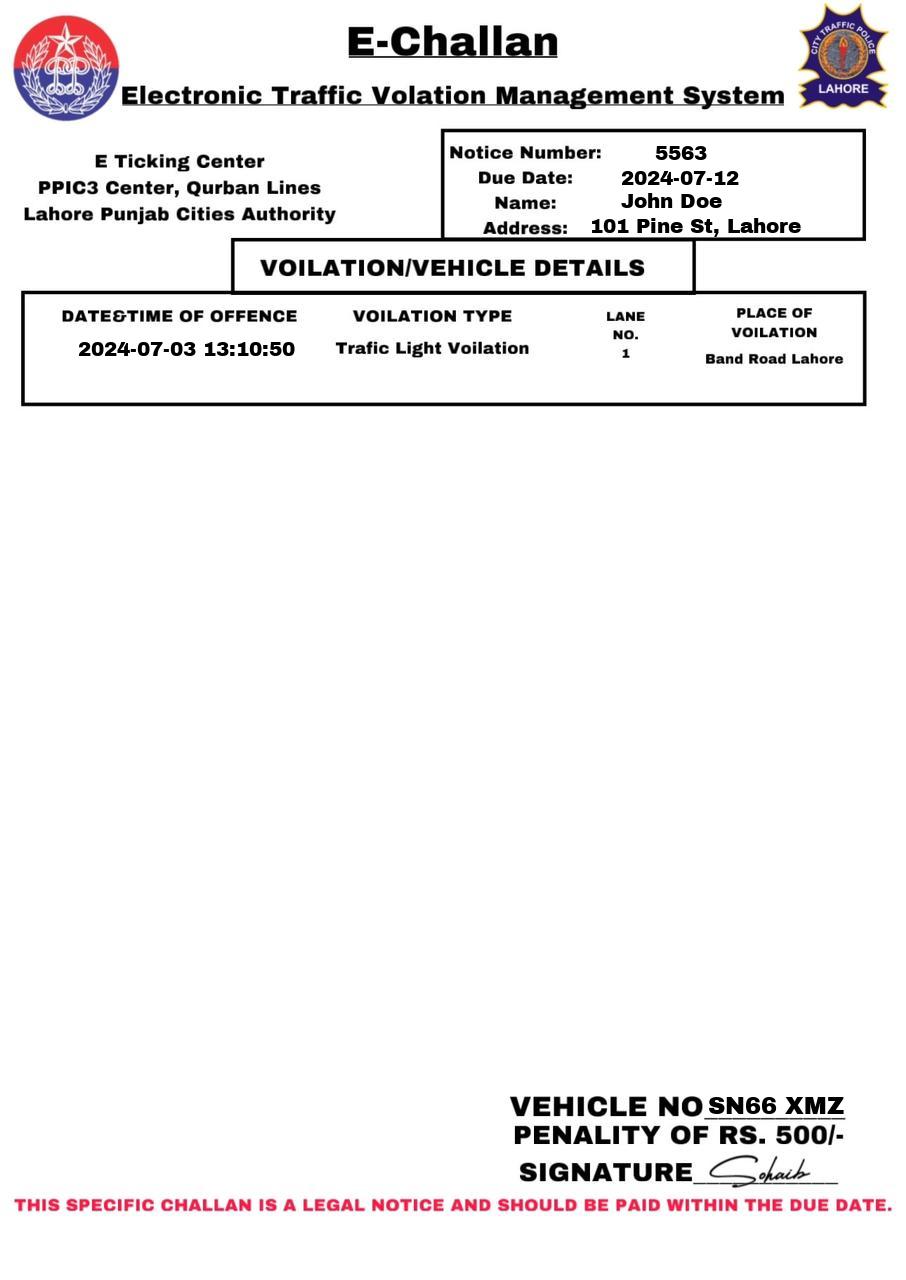 E-Challan
CITY TRAFFIC POLICE
LAHORE
Electronic Traffic Volation Management System
E Ticking Center
PPIC3 Center, Qurban Lines
Lahore Punjab Cities Authority
Notice Number: 5563
Due Date: 2024-07-12
Name: John Doe
Address: 101 Pine St, Lahore
VOILATION/VEHICLE DETAILS
DATE&TIME OF OFFENCE
2024-07-03 13:10:50
VOILATION TYPE
Trafic Light Voilation
LANE
NO.
1
PLACE OF
VOILATION
Band Road Lahore
VEHICLE NO SN66 XMZ
PENALITY OF RS. 500/-
SIGNATURE Sohaib
THIS SPECIFIC CHALLAN IS A LEGAL NOTICE AND SHOULD BE PAID WITHIN THE DUE DATE.